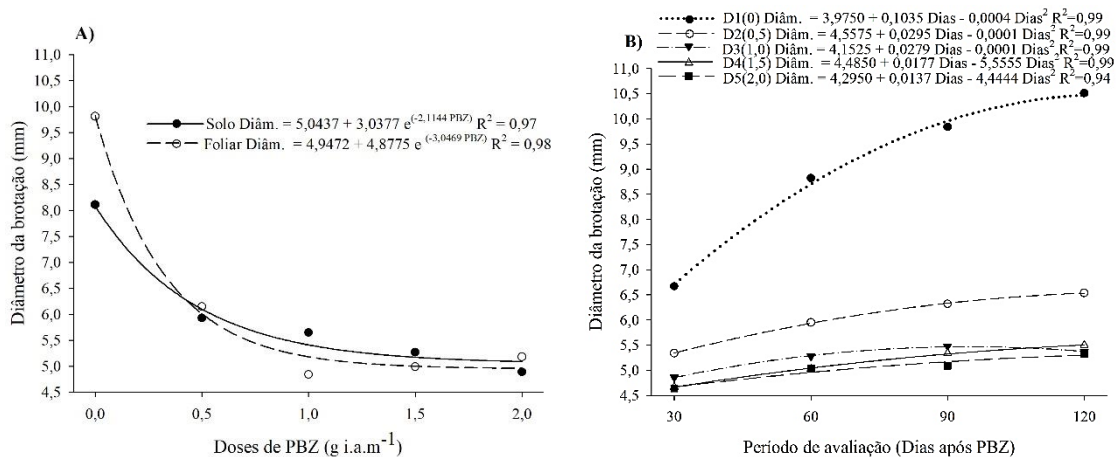 A)
Diâmetro da brotação (mm)
11,0
10,5
10,0
9,5
9,0
8,5
8,0
7,5
7,0
6,5
6,0
5,5
5,0
4,5
Solo Diâm. = 5,0437 + 3,0377 e(-2,1144 PBZ) R2 = 0,97
Foliar Diâm. = 4,9472 + 4,8775 e (-3,0469 PBZ) R2 = 0,98
0,0 0,5 1,0 1,5 2,0
Doses de PBZ (g i.a.m-1)
B)
D1(0) Diâm. = 3,9750 + 0,1035 Dias - 0,0004 Dias2 R2=0,99
D2(0,5) Diâm. = 4,5575 + 0,0295 Dias - 0,0001 Dias2 R2=0,99
D3(1,0) Diâm. = 4,1525 + 0,0279 Dias - 0,0001 Dias2 R2=0,99
D4(1,5) Diâm. = 4,4850 + 0,0177 Dias - 5,5555 Dias2 R2=0,99
D5(2,0) Diâm. = 4,2950 + 0,0137 Dias - 4,4444 Dias2 R2=0,94
Diâmetro da brotação (mm)
11,0
10,5
10,0
9,5
9,0
8,5
8,0
7,5
7,0
6,5
6,0
5,5
5,0
4,5
30 60 90 120
Período de avaliação (Dias após PBZ)